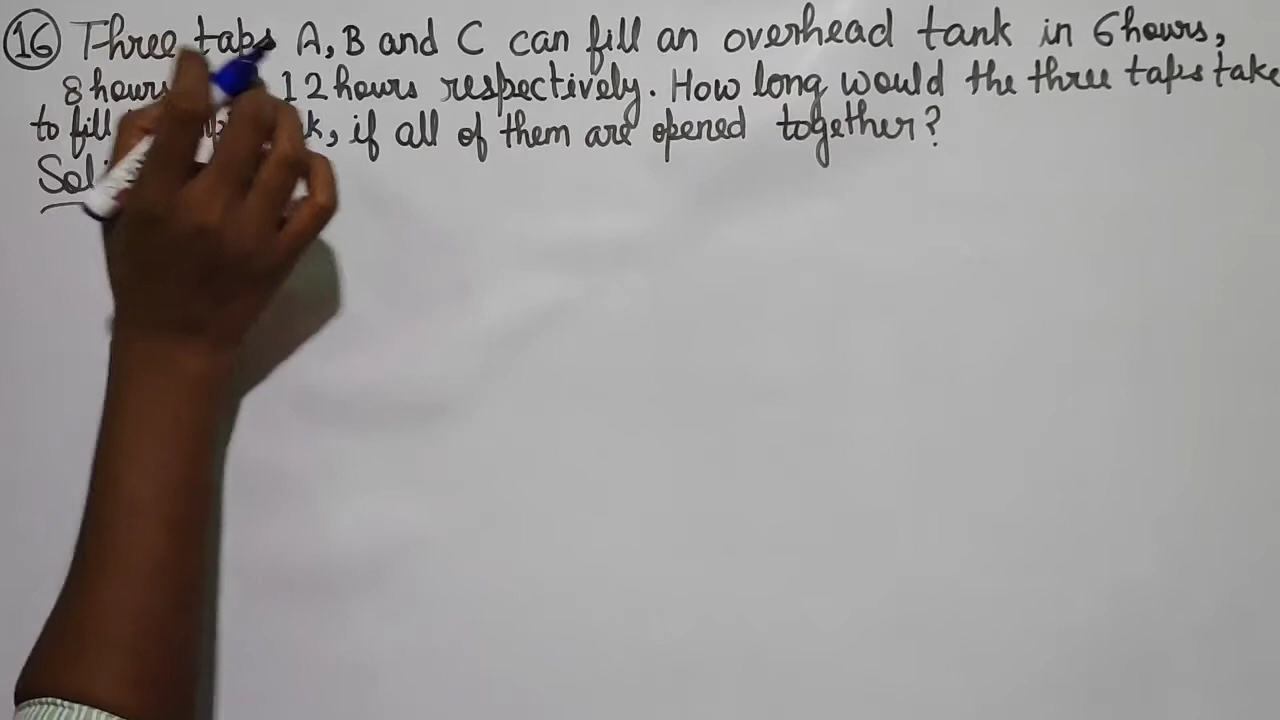 16 Three taps A, B and C can fill an overhead tank in 6 hours,
8 hours 12 hours respectively. How long would the three taps take
to fill , if all of them are opened together?
Sol